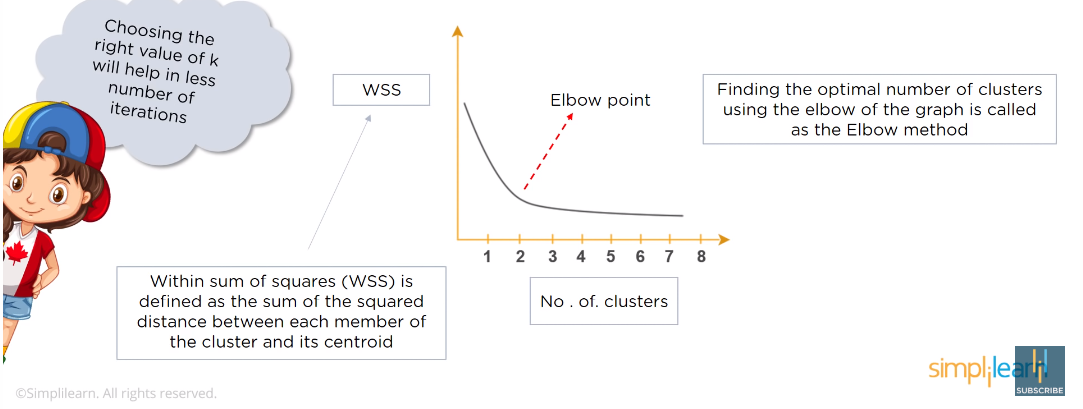 Choosing the
right value of k
will help in less
number of
iterations
WSS
Elbow point
Finding the optimal number of clusters
using the elbow of the graph is called
as the Elbow method
1 2 3 4 5 6 7 8
No . of. clusters
Within sum of squares (WSS) is
defined as the sum of the squared
distance between each member of
the cluster and its centroid
simplilearn
SUBSCRIBE
©Simplilearn. All rights reserved.